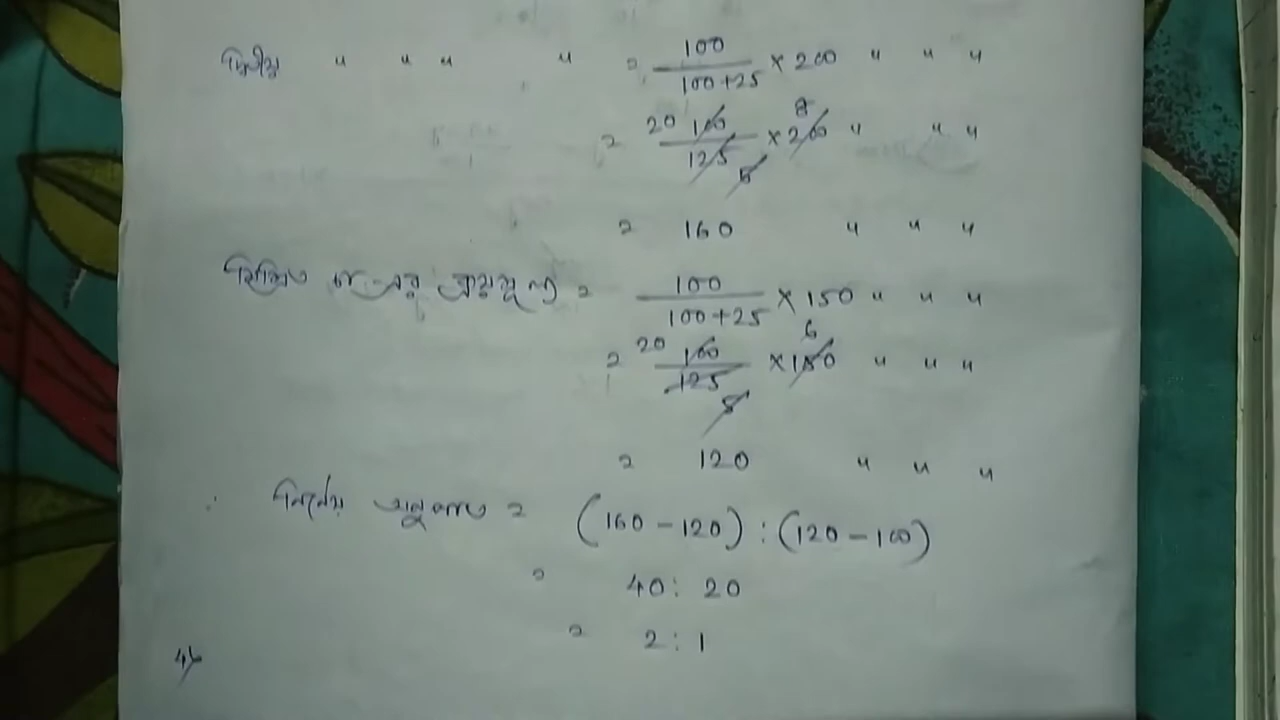 দ্বিতীয় " " " " = 100/100+25 × 200 " " "
= 20 100/125 5 × 200 8 " " "
= 160 " " "
মিশ্রিত চা এর ক্রয়মূল্য = 100/100+25 × 150 " " "
= 20 100/125 5 × 150 6 " " "
= 120 " " "
∴ নির্ণেয় অনুপাত = (160 - 120) : (120 - 100)
= 40 : 20
= 2 : 1